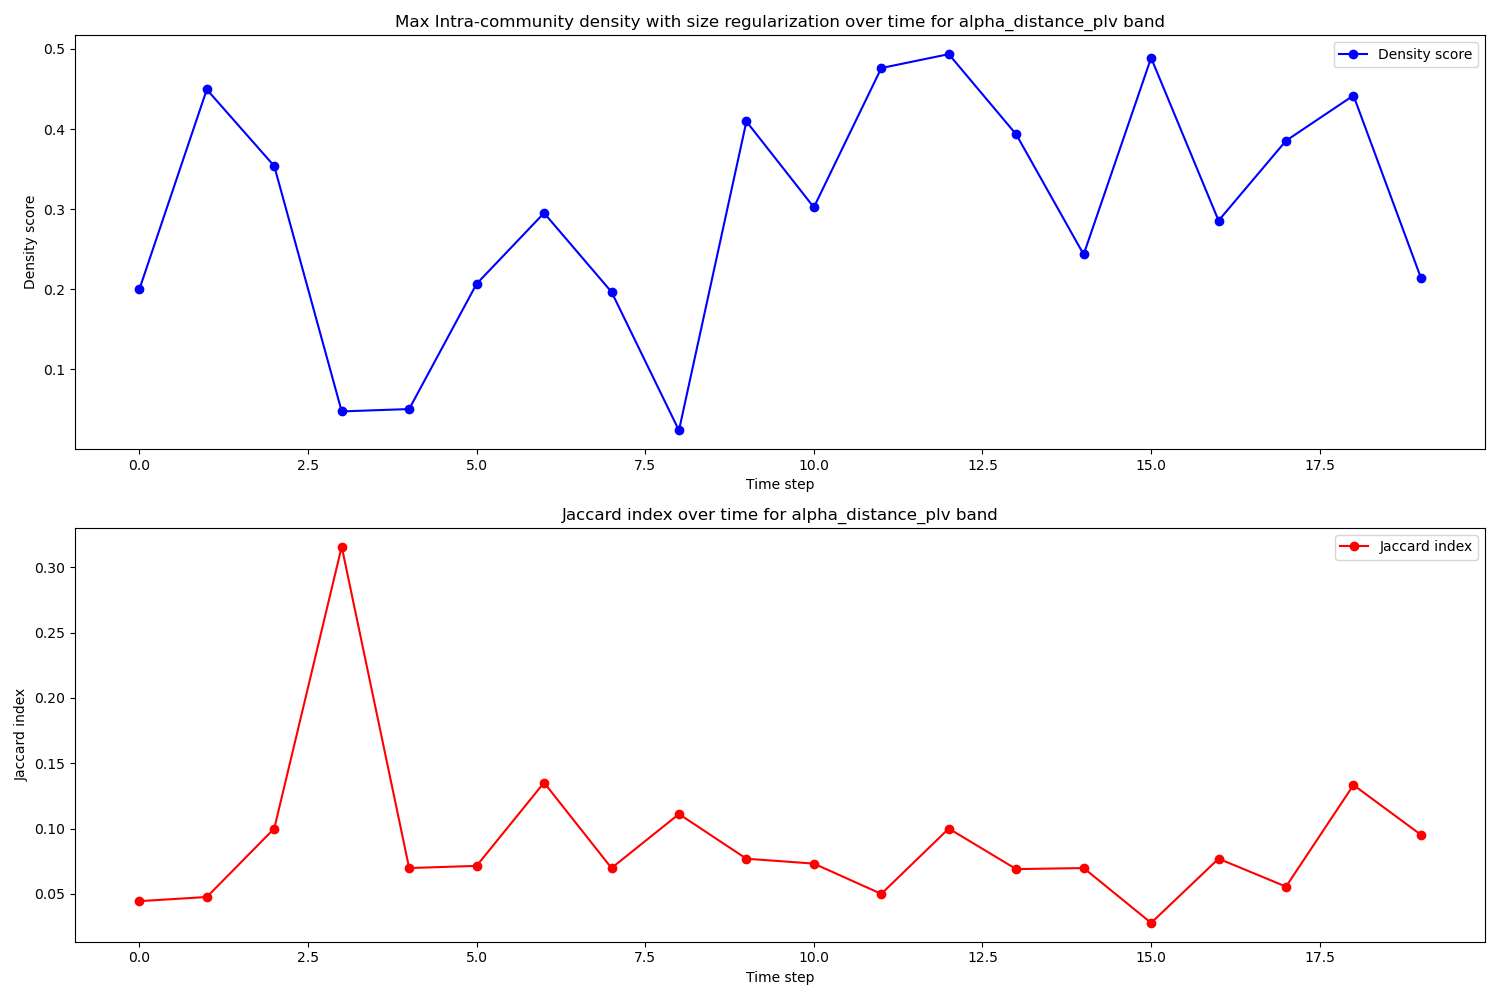 Max Intra-community density with size regularization over time for alpha_distance_plv band
0.5
0.4
0.3
0.2
0.1
Density score
Density score
0.0 2.5 5.0 7.5 10.0 12.5 15.0 17.5
Time step
Jaccard index over time for alpha_distance_plv band
0.30
0.25
0.20
0.15
0.10
0.05
Jaccard index
Jaccard index
0.0 2.5 5.0 7.5 10.0 12.5 15.0 17.5
Time step